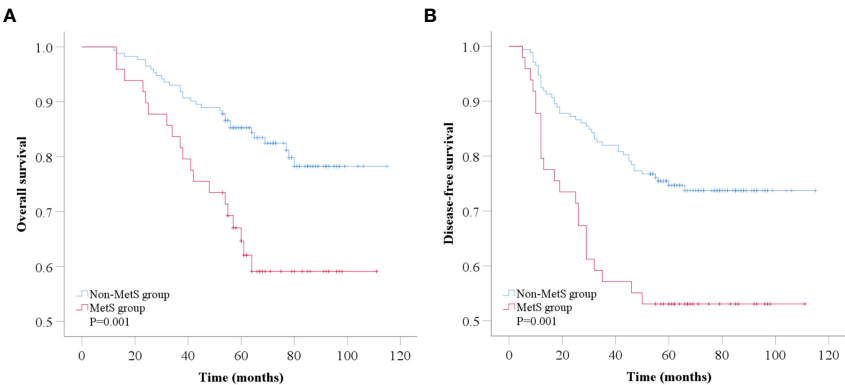 A
1.0
0.9
0.8
0.7
0.6
0.5
Overall survival
Non-MetS group
MetS group
P=0.001
0 20 40 60 80 100 120
Time (months)
B
1.0
0.9
0.8
0.7
0.6
0.5
Disease-free survival
Non-MetS group
MetS group
P=0.001
0 20 40 60 80 100 120
Time (months)